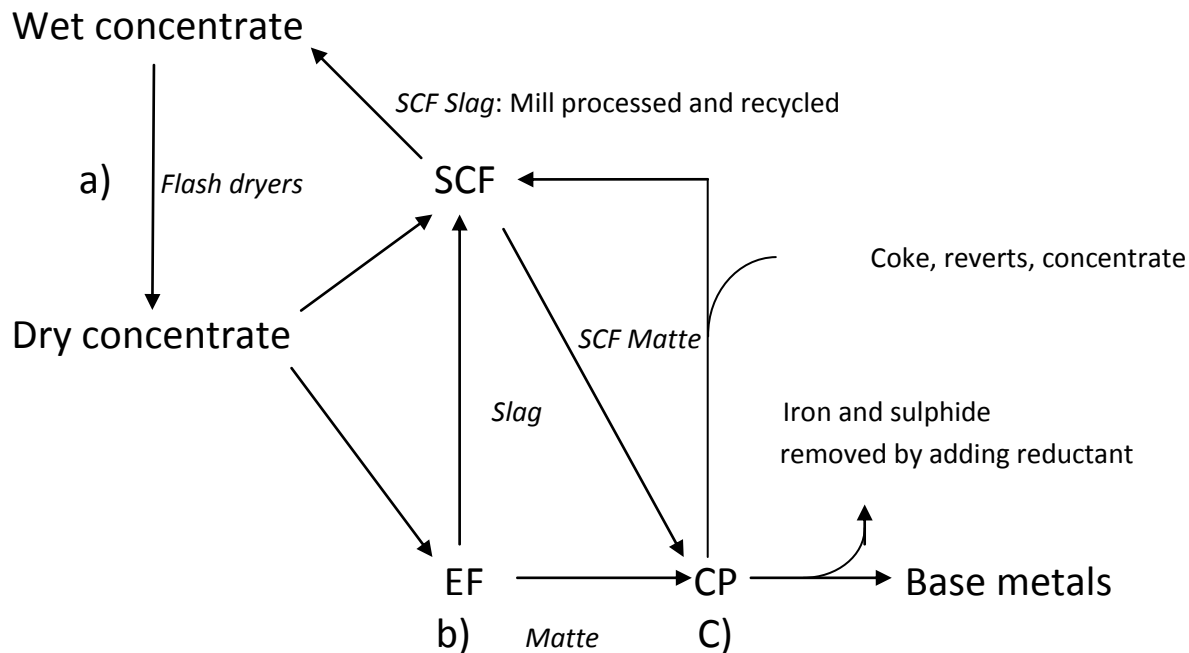 Wet concentrate
SCF Slag: Mill processed and recycled
a)
Flash dryers
SCF
Coke, reverts, concentrate
Dry concentrate
SCF Matte
Slag
Iron and sulphide
removed by adding reductant
EF
CP
Base metals
b)
Matte
C)